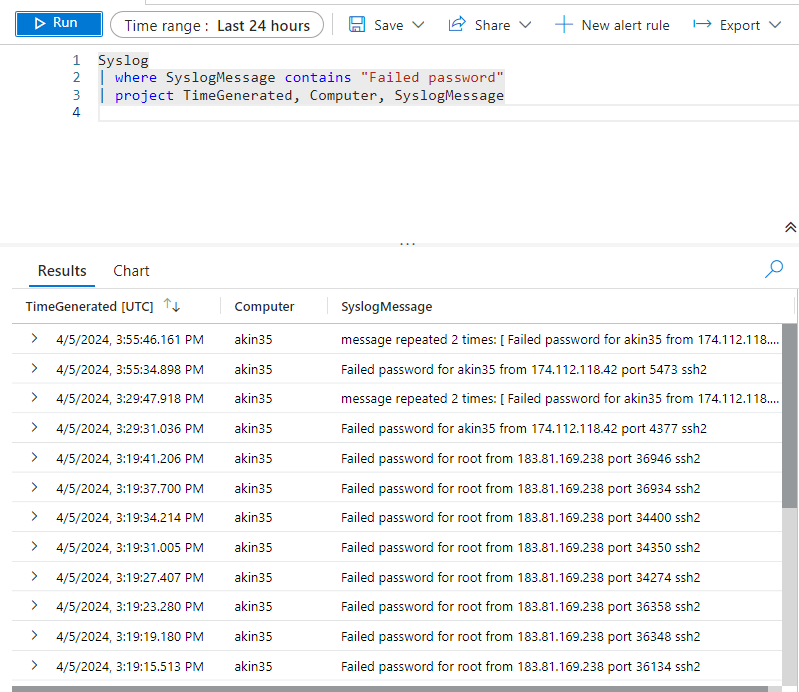 Run Time range : Last 24 hours Save Share New alert rule Export
1 Syslog
2 | where SyslogMessage contains "Failed password"
3 | project TimeGenerated, Computer, SyslogMessage
4
...
Results Chart
TimeGenerated [UTC] Computer SyslogMessage
4/5/2024, 3:55:46.161 PM akin35 message repeated 2 times: [ Failed password for akin35 from 174.112.118....
4/5/2024, 3:55:34.898 PM akin35 Failed password for akin35 from 174.112.118.42 port 5473 ssh2
4/5/2024, 3:29:47.918 PM akin35 message repeated 2 times: [ Failed password for akin35 from 174.112.118....
4/5/2024, 3:29:31.036 PM akin35 Failed password for akin35 from 174.112.118.42 port 4377 ssh2
4/5/2024, 3:19:41.206 PM akin35 Failed password for root from 183.81.169.238 port 36946 ssh2
4/5/2024, 3:19:37.700 PM akin35 Failed password for root from 183.81.169.238 port 36934 ssh2
4/5/2024, 3:19:34.214 PM akin35 Failed password for root from 183.81.169.238 port 34400 ssh2
4/5/2024, 3:19:31.005 PM akin35 Failed password for root from 183.81.169.238 port 34350 ssh2
4/5/2024, 3:19:27.407 PM akin35 Failed password for root from 183.81.169.238 port 34274 ssh2
4/5/2024, 3:19:23.280 PM akin35 Failed password for root from 183.81.169.238 port 36358 ssh2
4/5/2024, 3:19:19.180 PM akin35 Failed password for root from 183.81.169.238 port 36348 ssh2
4/5/2024, 3:19:15.513 PM akin35 Failed password for root from 183.81.169.238 port 36134 ssh2